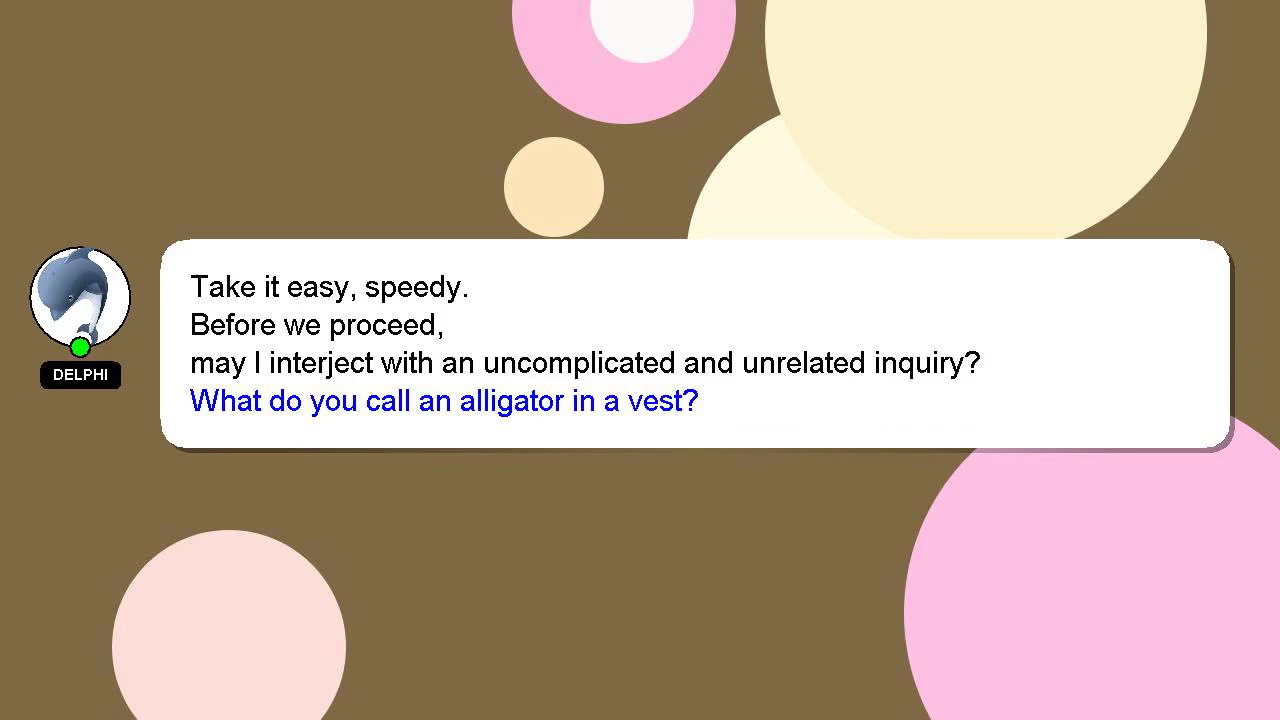 Take it easy, speedy.
Before we proceed,
may I interject with an uncomplicated and unrelated inquiry?
What do you call an alligator in a vest?
DELPHI